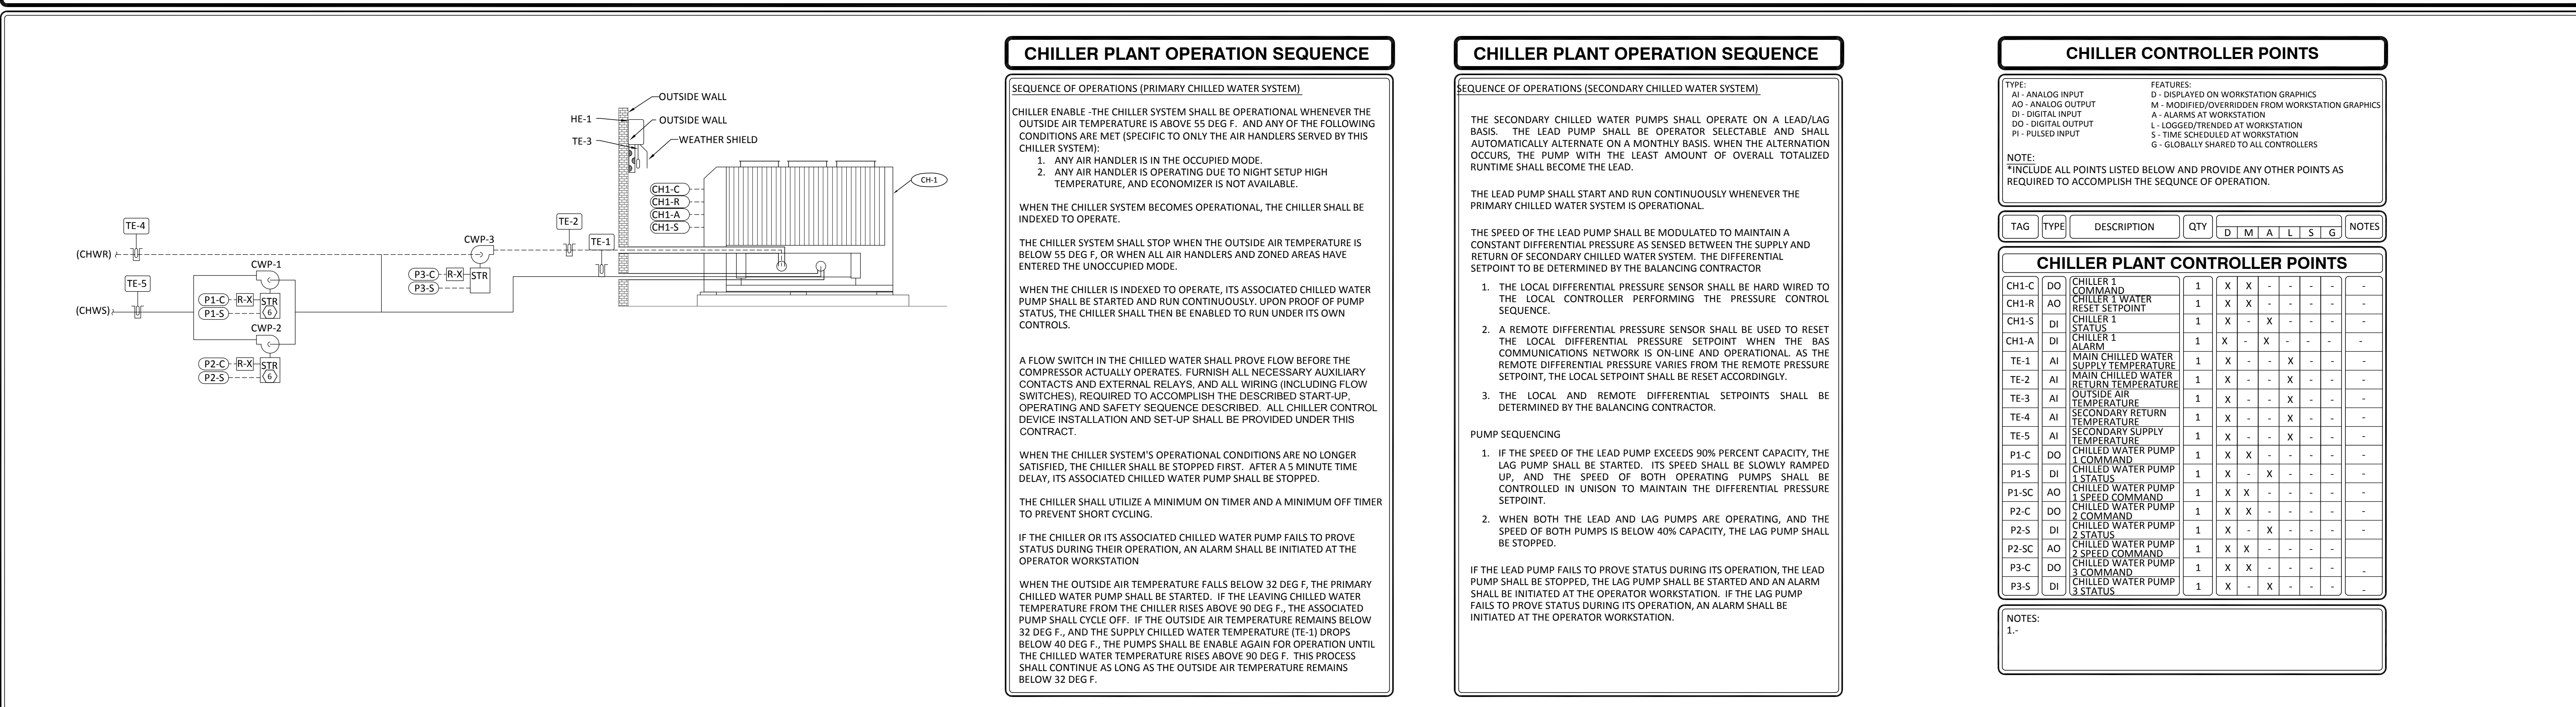 OUTSIDE WALL
HE-1
OUTSIDE WALL
TE-3
WEATHER SHIELD
CH-1
CH1-C
CH1-R
CH1-A
CH1-S
TE-4
TE-2
TE-1
CWP-3
(CHWR)
P3-C R-X STR
P3-S
CWP-1
TE-5
P1-C R-X STR
P1-S 6
(CHWS)
CWP-2
P2-C R-X STR
P2-S 6
CHILLER PLANT OPERATION SEQUENCE
SEQUENCE OF OPERATIONS (PRIMARY CHILLED WATER SYSTEM)
CHILLER ENABLE -THE CHILLER SYSTEM SHALL BE OPERATIONAL WHENEVER THE
OUTSIDE AIR TEMPERATURE IS ABOVE 55 DEG F. AND ANY OF THE FOLLOWING
CONDITIONS ARE MET (SPECIFIC TO ONLY THE AIR HANDLERS SERVED BY THIS
CHILLER SYSTEM):
1. ANY AIR HANDLER IS IN THE OCCUPIED MODE.
2. ANY AIR HANDLER IS OPERATING DUE TO NIGHT SETUP HIGH
TEMPERATURE, AND ECONOMIZER IS NOT AVAILABLE.
WHEN THE CHILLER SYSTEM BECOMES OPERATIONAL, THE CHILLER SHALL BE
INDEXED TO OPERATE.
THE CHILLER SYSTEM SHALL STOP WHEN THE OUTSIDE AIR TEMPERATURE IS
BELOW 55 DEG F, OR WHEN ALL AIR HANDLERS AND ZONED AREAS HAVE
ENTERED THE UNOCCUPIED MODE.
WHEN THE CHILLER IS INDEXED TO OPERATE, ITS ASSOCIATED CHILLED WATER
PUMP SHALL BE STARTED AND RUN CONTINUOUSLY. UPON PROOF OF PUMP
STATUS, THE CHILLER SHALL THEN BE ENABLED TO RUN UNDER ITS OWN
CONTROLS.
A FLOW SWITCH IN THE CHILLED WATER SHALL PROVE FLOW BEFORE THE
COMPRESSOR ACTUALLY OPERATES. FURNISH ALL NECESSARY AUXILIARY
CONTACTS AND EXTERNAL RELAYS, AND ALL WIRING (INCLUDING FLOW
SWITCHES), REQUIRED TO ACCOMPLISH THE DESCRIBED START-UP,
OPERATING AND SAFETY SEQUENCE DESCRIBED. ALL CHILLER CONTROL
DEVICE INSTALLATION AND SET-UP SHALL BE PROVIDED UNDER THIS
CONTRACT.
WHEN THE CHILLER SYSTEM'S OPERATIONAL CONDITIONS ARE NO LONGER
SATISFIED, THE CHILLER SHALL BE STOPPED FIRST. AFTER A 5 MINUTE TIME
DELAY, ITS ASSOCIATED CHILLED WATER PUMP SHALL BE STOPPED.
THE CHILLER SHALL UTILIZE A MINIMUM ON TIMER AND A MINIMUM OFF TIMER
TO PREVENT SHORT CYCLING.
IF THE CHILLER OR ITS ASSOCIATED CHILLED WATER PUMP FAILS TO PROVE
STATUS DURING THEIR OPERATION, AN ALARM SHALL BE INITIATED AT THE
OPERATOR WORKSTATION
WHEN THE OUTSIDE AIR TEMPERATURE FALLS BELOW 32 DEG F, THE PRIMARY
CHILLED WATER PUMP SHALL BE STARTED. IF THE LEAVING CHILLED WATER
TEMPERATURE FROM THE CHILLER RISES ABOVE 90 DEG F., THE ASSOCIATED
PUMP SHALL CYCLE OFF. IF THE OUTSIDE AIR TEMPERATURE REMAINS BELOW
32 DEG F., AND THE SUPPLY CHILLED WATER TEMPERATURE (TE-1) DROPS
BELOW 40 DEG F., THE PUMPS SHALL BE ENABLE AGAIN FOR OPERATION UNTIL
THE CHILLED WATER TEMPERATURE RISES ABOVE 90 DEG F. THIS PROCESS
SHALL CONTINUE AS LONG AS THE OUTSIDE AIR TEMPERATURE REMAINS
BELOW 32 DEG F.
CHILLER PLANT OPERATION SEQUENCE
SEQUENCE OF OPERATIONS (SECONDARY CHILLED WATER SYSTEM)
THE SECONDARY CHILLED WATER PUMPS SHALL OPERATE ON A LEAD/LAG
BASIS. THE LEAD PUMP SHALL BE OPERATOR SELECTABLE AND SHALL
AUTOMATICALLY ALTERNATE ON A MONTHLY BASIS. WHEN THE ALTERNATION
OCCURS, THE PUMP WITH THE LEAST AMOUNT OF OVERALL TOTALIZED
RUNTIME SHALL BECOME THE LEAD.
THE LEAD PUMP SHALL START AND RUN CONTINUOUSLY WHENEVER THE
PRIMARY CHILLED WATER SYSTEM IS OPERATIONAL.
THE SPEED OF THE LEAD PUMP SHALL BE MODULATED TO MAINTAIN A
CONSTANT DIFFERENTIAL PRESSURE AS SENSED BETWEEN THE SUPPLY AND
RETURN OF SECONDARY CHILLED WATER SYSTEM. THE DIFFERENTIAL
SETPOINT TO BE DETERMINED BY THE BALANCING CONTRACTOR
1. THE LOCAL DIFFERENTIAL PRESSURE SENSOR SHALL BE HARD WIRED TO
THE LOCAL CONTROLLER PERFORMING THE PRESSURE CONTROL
SEQUENCE.
2. A REMOTE DIFFERENTIAL PRESSURE SENSOR SHALL BE USED TO RESET
THE LOCAL DIFFERENTIAL PRESSURE SETPOINT WHEN THE BAS
COMMUNICATIONS NETWORK IS ON-LINE AND OPERATIONAL. AS THE
REMOTE DIFFERENTIAL PRESSURE VARIES FROM THE REMOTE PRESSURE
SETPOINT, THE LOCAL SETPOINT SHALL BE RESET ACCORDINGLY.
3. THE LOCAL AND REMOTE DIFFERENTIAL SETPOINTS SHALL BE
DETERMINED BY THE BALANCING CONTRACTOR.
PUMP SEQUENCING
1. IF THE SPEED OF THE LEAD PUMP EXCEEDS 90% PERCENT CAPACITY, THE
LAG PUMP SHALL BE STARTED. ITS SPEED SHALL BE SLOWLY RAMPED
UP, AND THE SPEED OF BOTH OPERATING PUMPS SHALL BE
CONTROLLED IN UNISON TO MAINTAIN THE DIFFERENTIAL PRESSURE
SETPOINT.
2. WHEN BOTH THE LEAD AND LAG PUMPS ARE OPERATING, AND THE
SPEED OF BOTH PUMPS IS BELOW 40% CAPACITY, THE LAG PUMP SHALL
BE STOPPED.
IF THE LEAD PUMP FAILS TO PROVE STATUS DURING ITS OPERATION, THE LEAD
PUMP SHALL BE STOPPED, THE LAG PUMP SHALL BE STARTED AND AN ALARM
SHALL BE INITIATED AT THE OPERATOR WORKSTATION. IF THE LAG PUMP
FAILS TO PROVE STATUS DURING ITS OPERATION, AN ALARM SHALL BE
INITIATED AT THE OPERATOR WORKSTATION.
CHILLER CONTROLLER POINTS
TYPE:
AI - ANALOG INPUT
AO - ANALOG OUTPUT
DI - DIGITAL INPUT
DO - DIGITAL OUTPUT
PI - PULSED INPUT
FEATURES:
D - DISPLAYED ON WORKSTATION GRAPHICS
M - MODIFIED/OVERRIDDEN FROM WORKSTATION GRAPHICS
A - ALARMS AT WORKSTATION
L - LOGGED/TRENDED AT WORKSTATION
S - TIME SCHEDULED AT WORKSTATION
G - GLOBALLY SHARED TO ALL CONTROLLERS
NOTE:
*INCLUDE ALL POINTS LISTED BELOW AND PROVIDE ANY OTHER POINTS AS
REQUIRED TO ACCOMPLISH THE SEQUNCE OF OPERATION.
TAG TYPE DESCRIPTION QTY D M A L S G NOTES
CHILLER PLANT CONTROLLER POINTS
CH1-C DO CHILLER 1 COMMAND 1 X X - - - - -
CH1-R AO CHILLER 1 WATER RESET SETPOINT 1 X X - - - - -
CH1-S DI CHILLER 1 STATUS 1 X - X - - - -
CH1-A DI CHILLER 1 ALARM 1 X - X - - - -
TE-1 AI MAIN CHILLED WATER SUPPLY TEMPERATURE 1 X - - X - - -
TE-2 AI MAIN CHILLED WATER RETURN TEMPERATURE 1 X - - X - - -
TE-3 AI OUTSIDE AIR TEMPERATURE 1 X - - X - - -
TE-4 AI SECONDARY RETURN TEMPERATURE 1 X - - X - - -
TE-5 AI SECONDARY SUPPLY TEMPERATURE 1 X - - X - - -
P1-C DO CHILLED WATER PUMP 1 COMMAND 1 X X - - - - -
P1-S DI CHILLED WATER PUMP 1 STATUS 1 X - X - - - -
P1-SC AO CHILLED WATER PUMP 1 SPEED COMMAND 1 X X - - - - -
P2-C DO CHILLED WATER PUMP 2 COMMAND 1 X X - - - - -
P2-S DI CHILLED WATER PUMP 2 STATUS 1 X - X - - - -
P2-SC AO CHILLED WATER PUMP 2 SPEED COMMAND 1 X X - - - -
P3-C DO CHILLED WATER PUMP 3 COMMAND 1 X X - - - - -
P3-S DI CHILLED WATER PUMP 3 STATUS 1 X - X - - - -
NOTES:
1.-